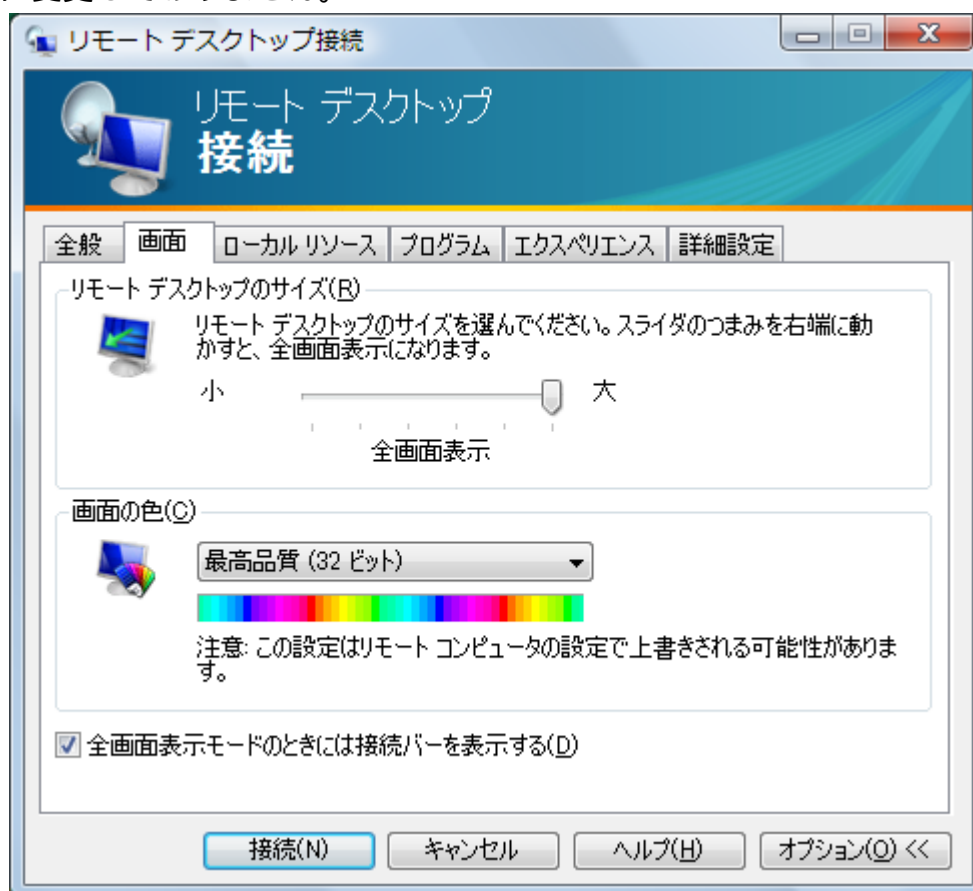 リモート デスクトップ接続
リモート デスクトップ
接続
全般 画面 ローカル リソース プログラム エクスペリエンス 詳細設定
リモート デスクトップのサイズ(R)
リモート デスクトップのサイズを選んでください。スライダのつまみを右端に動
かすと、全画面表示になります。
小 大
全画面表示
画面の色(C)
最高品質 (32 ビット)
注意: この設定はリモート コンピュータの設定で上書きされる可能性がありま
す。
全画面表示モードのときには接続バーを表示する(D)
接続(N) キャンセル ヘルプ(H) オプション(O) <<